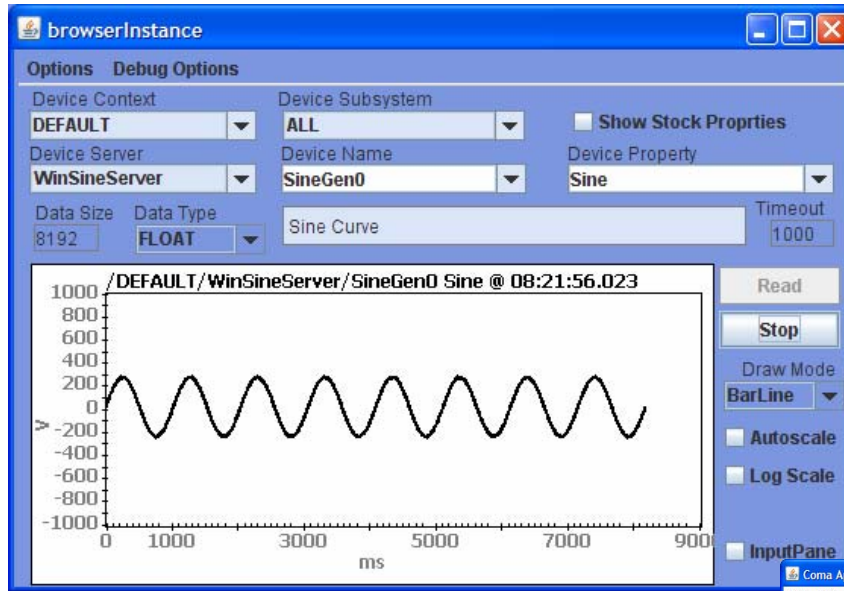 browserInstance
Options Debug Options
Device Context Device Subsystem
DEFAULT ALL Show Stock Proprties
Device Server Device Name Device Property
WinSineServer SineGen0 Sine
Data Size Data Type Timeout
8192 FLOAT Sine Curve 1000
/DEFAULT/WinSineServer/SineGen0 Sine @ 08:21:56.023
Read
Stop
Draw Mode
BarLine
Autoscale
Log Scale
InputPane
1000
800
600
400
200
0
-200
-400
-600
-800
-1000
V
0 1000 3000 5000 7000 900
ms
Coma A